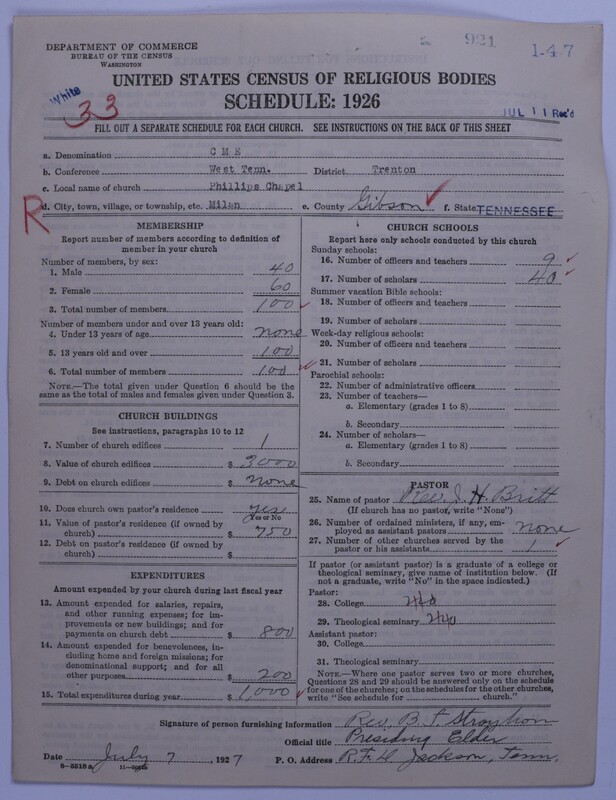 DEPARTMENT OF COMMERCE
BUREAU OF THE CENSUS
WASHINGTON
921
1-47
UNITED STATES CENSUS OF RELIGIOUS BODIES
SCHEDULE: 1926
White
33
JUL 11 Rec'd
FILL OUT A SEPARATE SCHEDULE FOR EACH CHURCH. SEE INSTRUCTIONS ON THE BACK OF THIS SHEET
a. Denomination C M E
b. Conference West Tenn. District Trenton
c. Local name of church Phillips Chapel
R
d. City, town, village, or township, etc. Milan e. County Gibson f. State TENNESSEE
MEMBERSHIP
Report number of members according to definition of
member in your church
Number of members, by sex:
1. Male 40
2. Female 60
3. Total number of members 100
Number of members under and over 13 years old:
4. Under 13 years of age none
5. 13 years old and over 100
6. Total number of members 100
NOTE.—The total given under Question 6 should be
the same as the total of males and females given under Question 3.
CHURCH BUILDINGS
See instructions, paragraphs 10 to 12
7. Number of church edifices 1
8. Value of church edifices $ 3000
9. Debt on church edifices $ none
10. Does church own pastor's residence yes
Yes or No
11. Value of pastor's residence (if owned by
church) $ 750
12. Debt on pastor's residence (if owned by
church) $
EXPENDITURES
Amount expended by your church during last fiscal year
13. Amount expended for salaries, repairs,
and other running expenses; for im-
provements or new buildings; and for
payments on church debt $ 800
14. Amount expended for benevolences, in-
cluding home and foreign missions; for
denominational support; and for all
other purposes $ 200
15. Total expenditures during year $ 1,000
CHURCH SCHOOLS
Report here only schools conducted by this church
Sunday schools:
16. Number of officers and teachers 9
17. Number of scholars 40
Summer vacation Bible schools:
18. Number of officers and teachers
19. Number of scholars
Week-day religious schools:
20. Number of officers and teachers
21. Number of scholars
Parochial schools:
22. Number of administrative officers
23. Number of teachers—
a. Elementary (grades 1 to 8)
b. Secondary
24. Number of scholars—
a. Elementary (grades 1 to 8)
b. Secondary
PASTOR
25. Name of pastor Rev. J. H. Britt
(If church has no pastor, write "None")
26. Number of ordained ministers, if any, em-
ployed as assistant pastors none
27. Number of other churches served by the
pastor or his assistants 1
If pastor (or assistant pastor) is a graduate of a college or
theological seminary, give name of institution below. (If
not a graduate, write "No" in the space indicated.)
Pastor:
28. College
29. Theological seminary
Assistant pastor:
30. College
31. Theological seminary
NOTE.—Where one pastor serves two or more churches,
Questions 28 and 29 should be answered only on the schedule
for one of the churches; on the schedules for the other churches,
write "See schedule for church."
Signature of person furnishing information Rev. B. F. Strayhorn
Official title Presiding Elder
Date July 7, 1927 P. O. Address R.F.D. Jackson, Tenn.
8-5518a